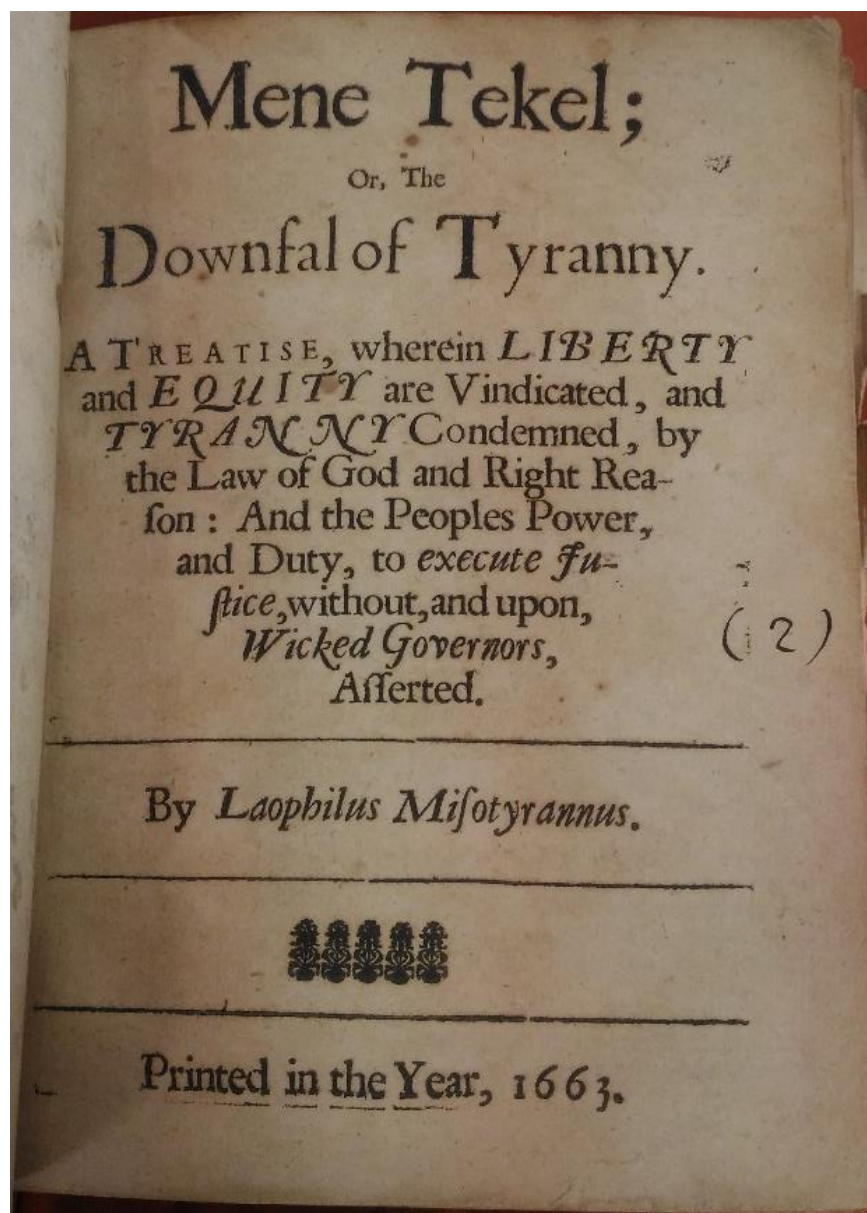 Mene Tekel;
Or, The
Downfal of Tyranny.
A TREATISE, wherein LIBERTY
and EQUITY are Vindicated, and
TYRANNY Condemned, by
the Law of God and Right Rea-
ſon : And the Peoples Power,
and Duty, to execute Ju-
ſtice, without, and upon,
Wicked Governors,
Aſſerted.
(2)
By Laophilus Miſotyrannus.
Printed in the Year, 1663.